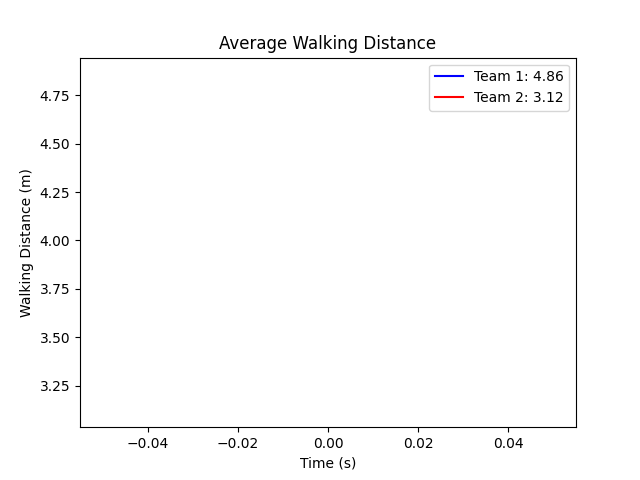 Average Walking Distance
Team 1: 4.86
Team 2: 3.12
Walking Distance (m)
4.75
4.50
4.25
4.00
3.75
3.50
3.25
−0.04
−0.02
0.00
0.02
0.04
Time (s)